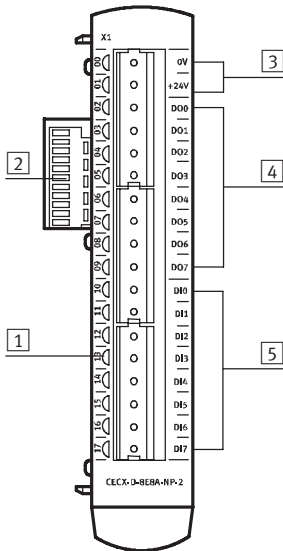 X1
00 0V
01 +24V
3
02 DO0
03 DO1
04 DO2
2
05 DO3
4
06 DO4
07 DO5
08 DO6
09 DO7
10 DI0
11 DI1
12 DI2
1
13 DI3
5
14 DI4
15 DI5
16 DI6
17 DI7
CECX-D-8E8A-NP-2